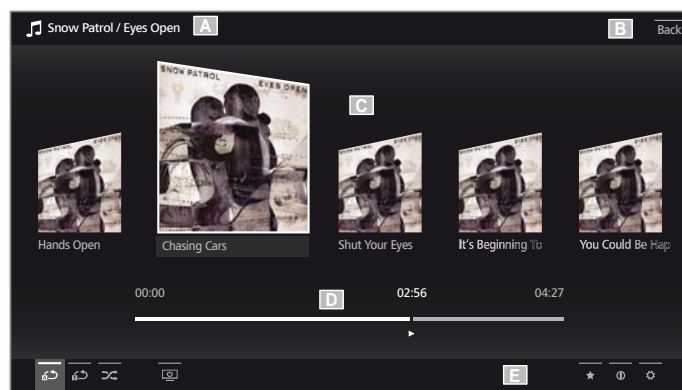 Snow Patrol / Eyes Open A B Back
SNOW PATROL EYES OPEN
C
Hands Open Chasing Cars Shut Your Eyes It's Beginning To You Could Be Hap
00:00 D 02:56 04:27
E